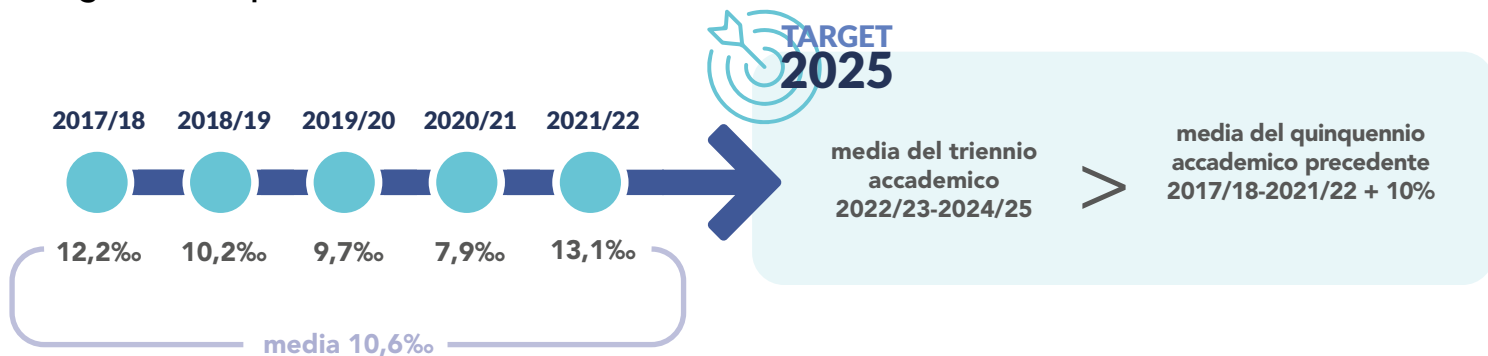 TARGET
2025
2017/18 2018/19 2019/20 2020/21 2021/22
12,2‰ 10,2‰ 9,7‰ 7,9‰ 13,1‰
media 10,6‰
media del triennio
accademico
2022/23-2024/25
>
media del quinquennio
accademico precedente
2017/18-2021/22 + 10%